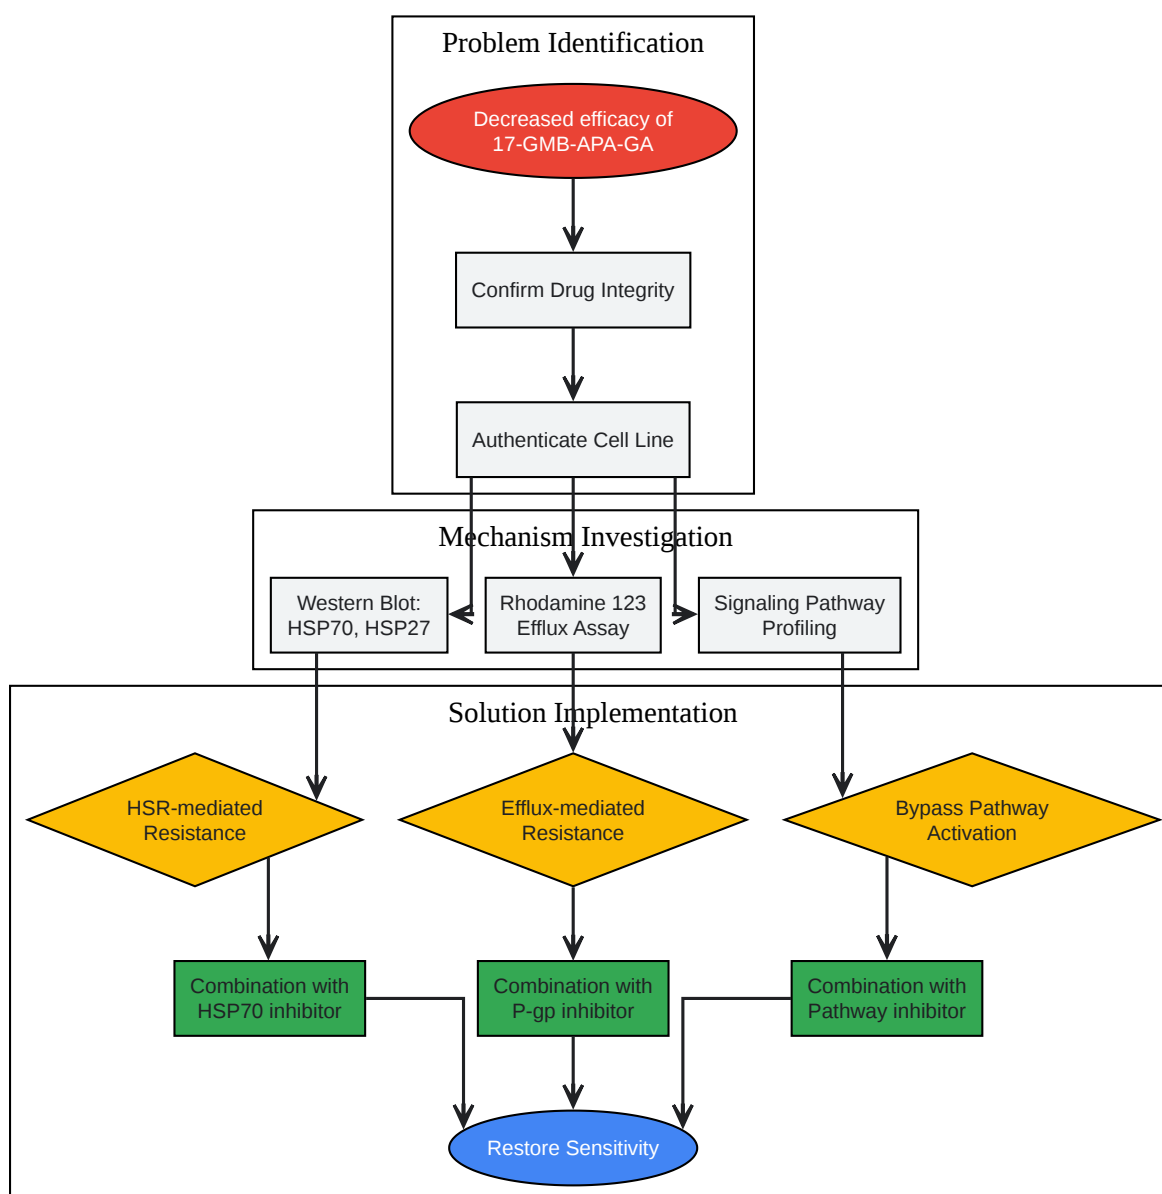 Problem Identification
Decreased efficacy of
17-GMB-APA-GA
Confirm Drug Integrity
Authenticate Cell Line
Mechanism Investigation
Western Blot:
HSP70, HSP27
Rhodamine 123
Efflux Assay
Signaling Pathway
Profiling
Solution Implementation
HSR-mediated
Resistance
Efflux-mediated
Resistance
Bypass Pathway
Activation
Combination with
HSP70 inhibitor
Combination with
P-gp inhibitor
Combination with
Pathway inhibitor
Restore Sensitivity